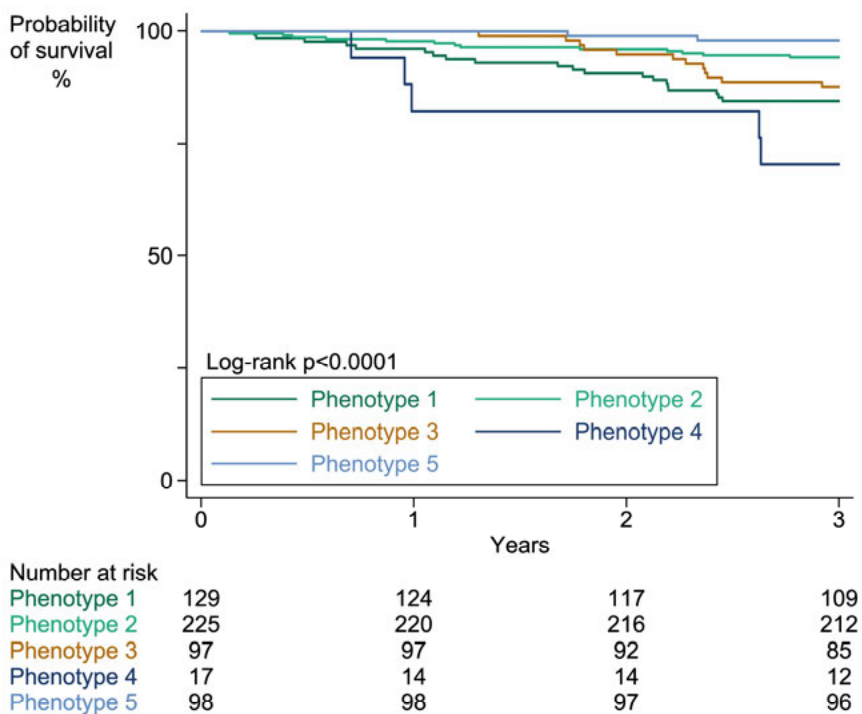 Probability
of survival
%
100
50
0
Log-rank p<0.0001
Phenotype 1 Phenotype 2
Phenotype 3 Phenotype 4
Phenotype 5
0 1 2 3
Years
Number at risk
Phenotype 1 129 124 117 109
Phenotype 2 225 220 216 212
Phenotype 3 97 97 92 85
Phenotype 4 17 14 14 12
Phenotype 5 98 98 97 96